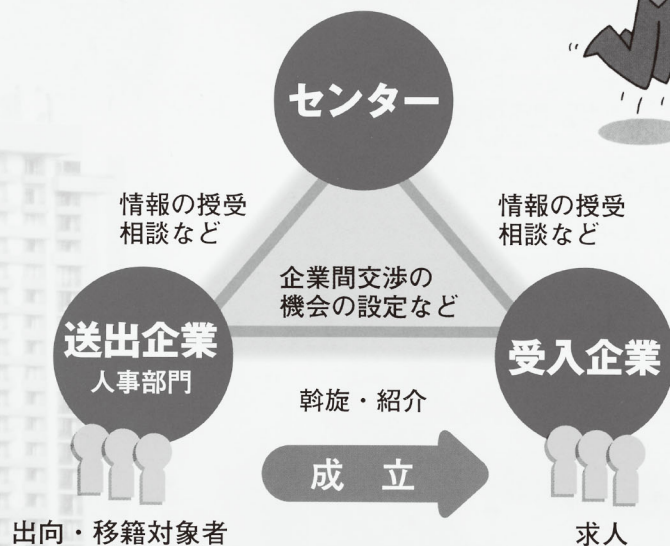 センター
情報の授受
相談など
情報の授受
相談など
企業間交渉の
機会の設定など
送出企業
人事部門
受入企業
斡旋・紹介
成 立
出向・移籍対象者
求人